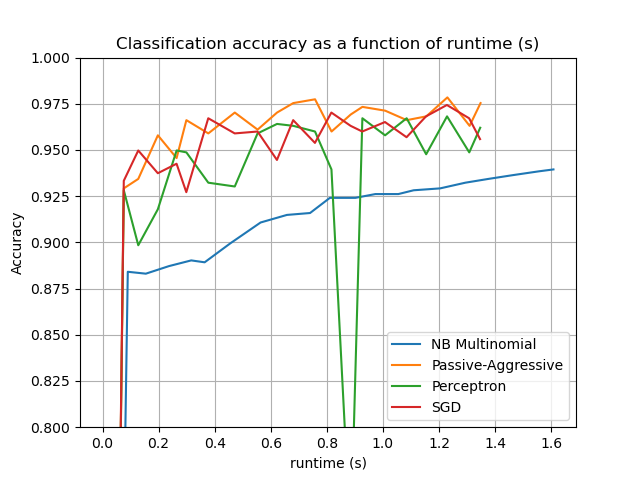 Classification accuracy as a function of runtime (s)
1.000
0.975
0.950
0.925
0.900
0.875
0.850
0.825
0.800
Accuracy
NB Multinomial
Passive-Aggressive
Perceptron
SGD
0.0 0.2 0.4 0.6 0.8 1.0 1.2 1.4 1.6
runtime (s)